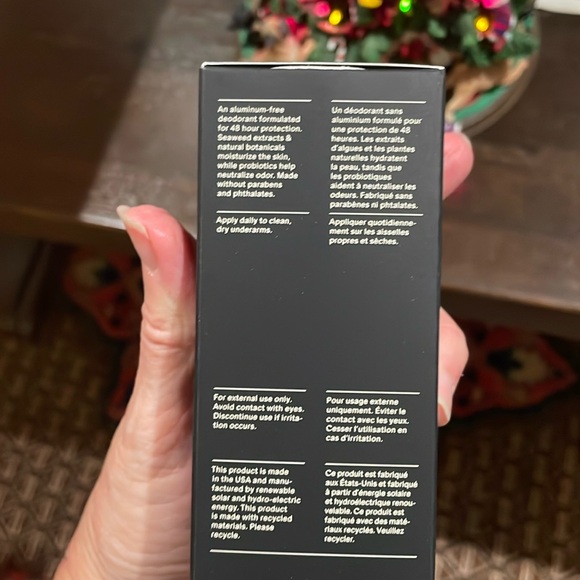 An aluminum-free
deodorant formulated
for 48 hour protection.
Seaweed extracts &
natural botanicals
moisturize the skin,
while probiotics help
neutralize odor. Made
without parabens
and phthalates.
Apply daily to clean,
dry underarms.
For external use only.
Avoid contact with eyes.
Discontinue use if irrita-
tion occurs.
This product is made
in the USA and manu-
factured by renewable
solar and hydro-electric
energy. This product
is made with recycled
materials. Please
recycle.
Un déodorant sans
aluminium formulé pour
une protection de 48
heures. Les extraits
d'algues et les plantes
naturelles hydratent
la peau, tandis que
les probiotiques
aident à neutraliser les
odeurs. Fabriqué sans
parabènes ni phtalates.
Appliquer quotidienne-
ment sur les aisselles
propres et sèches.
Pour usage externe
uniquement. Éviter le
contact avec les yeux.
Cesser l'utilisation en
cas d'irritation.
Ce produit est fabriqué
aux États-Unis et fabriqué
à partir d'énergie solaire
et hydroélectrique renou-
velable. Ce produit est
fabriqué avec des maté-
riaux recyclés. Veuillez
recycler.